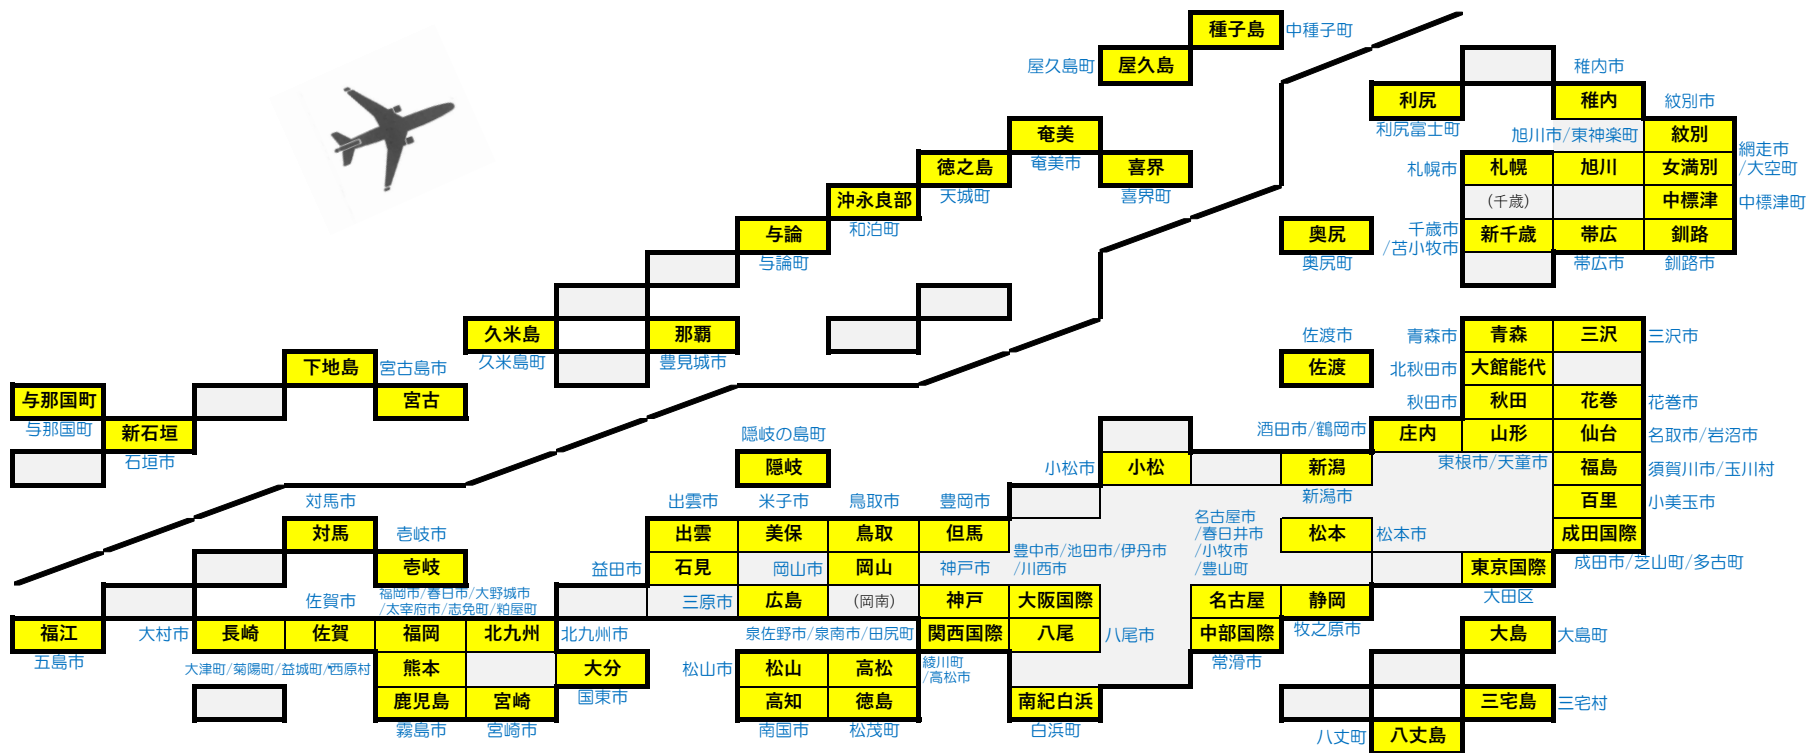 種子島 中種子町
屋久島町 屋久島
稚内市
利尻 稚内 紋別市
利尻富士町 旭川市/東神楽町 紋別
奄美
奄美市
網走市
/大空町
徳之島 喜界 札幌市 札幌 旭川 女満別
天城町 喜界町
沖永良部 (千歳) 中標津 中標津町
和泊町
与論 奥尻 千歳市
/苫小牧市 新千歳 帯広 釧路
与論町 奥尻町 帯広市 釧路市
久米島 那覇 佐渡市 青森市 青森 三沢 三沢市
久米島町 豊見城市
下地島 宮古島市 佐渡 北秋田市 大館能代
与那国町 宮古 秋田市 秋田 花巻 花巻市
与那国町 新石垣 隠岐の島町 酒田市/鶴岡市 庄内 山形 仙台 名取市/岩沼市
石垣市 隠岐 小松市 小松 新潟 東根市/天童市 福島 須賀川市/玉川村
新潟市
対馬市 出雲市 米子市 鳥取市 豊岡市 百里 小美玉市
対馬 壱岐市 出雲 美保 鳥取 但馬 名古屋市
/春日井市
/小牧市
/豊山町 松本 松本市 成田国際
成田市/芝山町/多古町
壱岐 益田市 石見 岡山市 岡山 神戸市 豊中市/池田市/伊丹市
/川西市 東京国際
大田区
佐賀市 福岡市/春日市/大野城市
/太宰府市/志免町/粕屋町 三原市 広島 (岡南) 神戸 大阪国際 名古屋 静岡
牧之原市
福江 大村市 長崎 佐賀 福岡 北九州 北九州市 泉佐野市/泉南市/田尻町 関西国際 八尾 八尾市 中部国際 大島 大島町
五島市 常滑市
大津町/菊陽町/益城町/西原村 熊本 大分 松山市 松山 高松 綾川町
/高松市
国東市
鹿児島 宮崎 高知 徳島 南紀白浜 三宅島 三宅村
霧島市 宮崎市 南国市 松茂町 白浜町
八丈町 八丈島